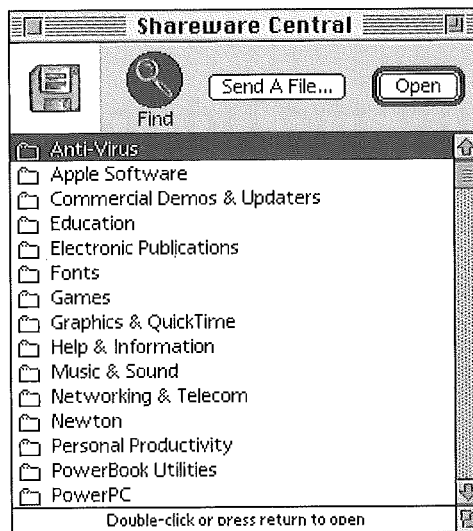 Shareware Central
Send A File...
Open
Find
Anti-Virus
Apple Software
Commercial Demos & Updaters
Education
Electronic Publications
Fonts
Games
Graphics & QuickTime
Help & Information
Music & Sound
Networking & Telecom
Newton
Personal Productivity
PowerBook Utilities
PowerPC
Double-click or press return to open